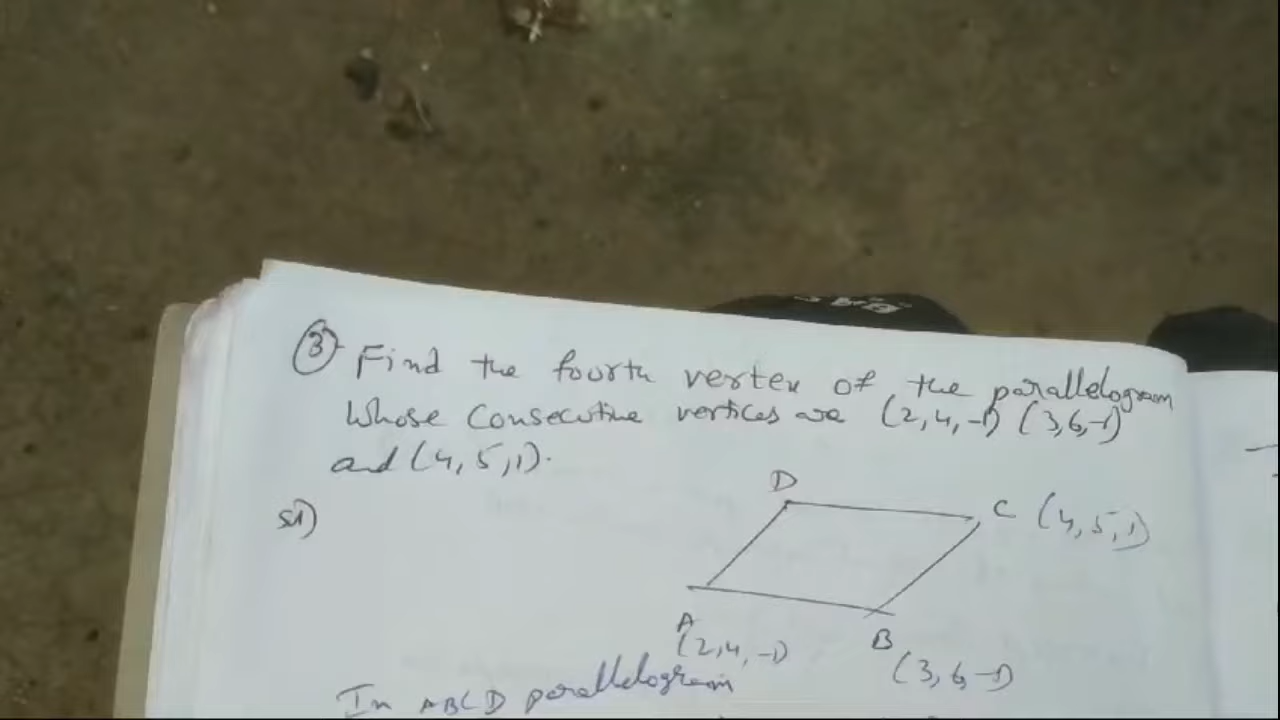 3 Find the fourth vertex of the parallelogram
whose consecutive vertices are (2,4,-1) (3,6,-1)
and (4,5,1).
Sol)
D
C (4,5,1)
A
(2,4,-1)
B
(3,6,-1)
In ABCD parallelogram